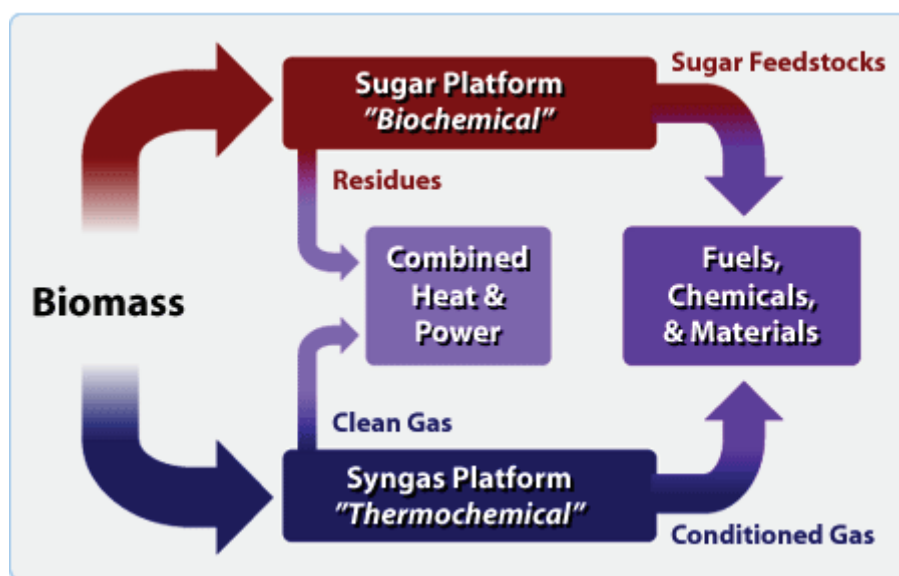 Sugar Feedstocks
Sugar Platform
"Biochemical"
Residues
Combined
Heat &
Power
Fuels,
Chemicals,
& Materials
Biomass
Clean Gas
Syngas Platform
"Thermochemical"
Conditioned Gas